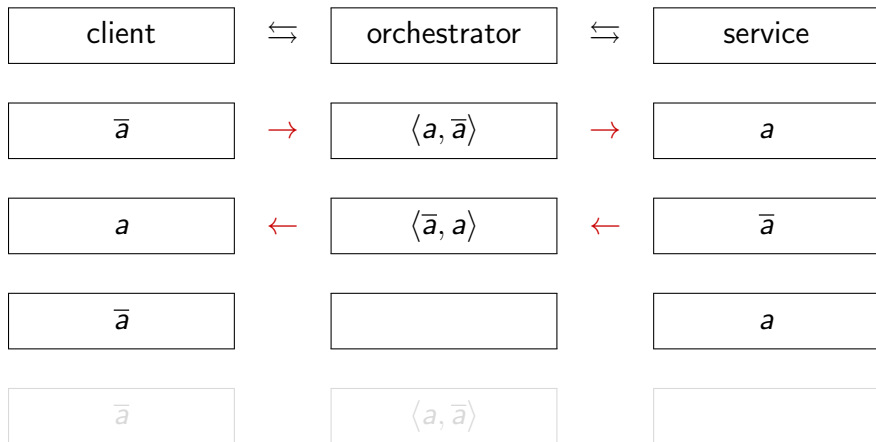 client ⇆ orchestrator ⇆ service
a̅ → ⟨a, a̅⟩ → a
a ← ⟨a̅, a⟩ ← a̅
a̅ a
a̅ ⟨a, a̅⟩